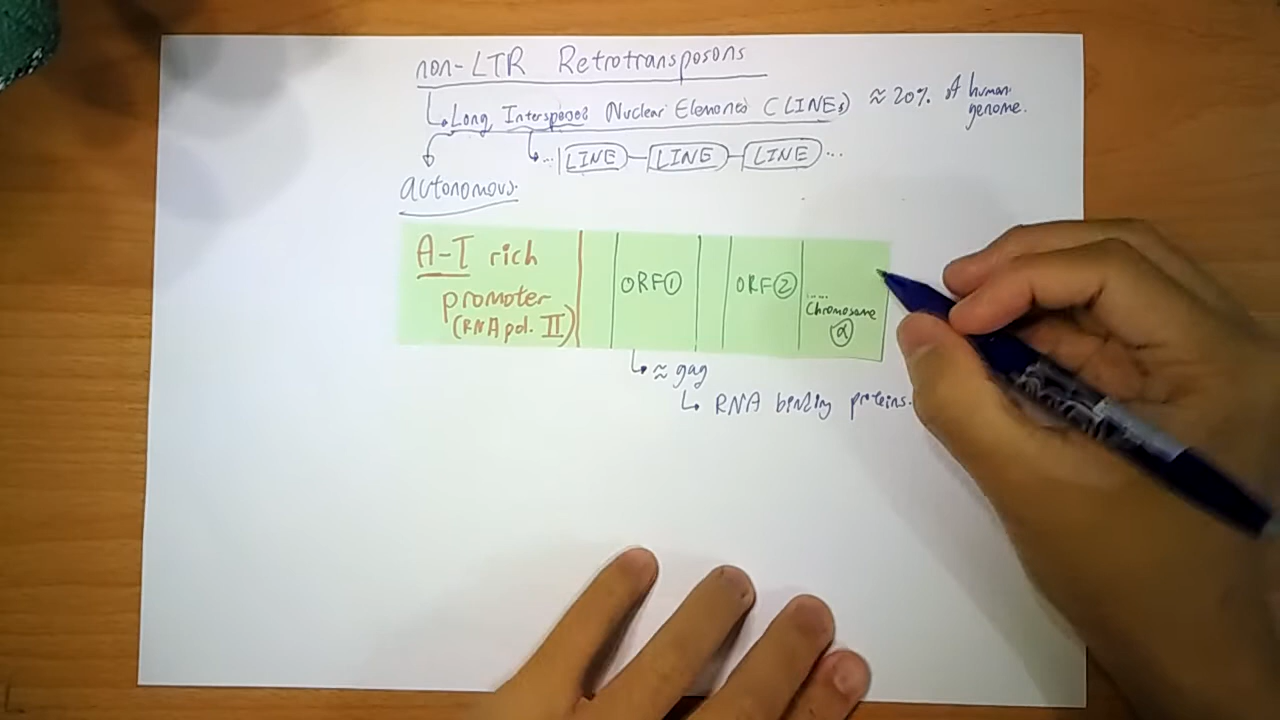 non-LTR Retrotransposons
Long Interspersed Nuclear Elements (LINEs) ≈ 20% of human genome.
...LINE LINE LINE...
autonomous.
A-T rich promoter (RNA pol. II)
ORF①
ORF②
..... Chromosome ⓐ
≈ gag
RNA binding proteins.